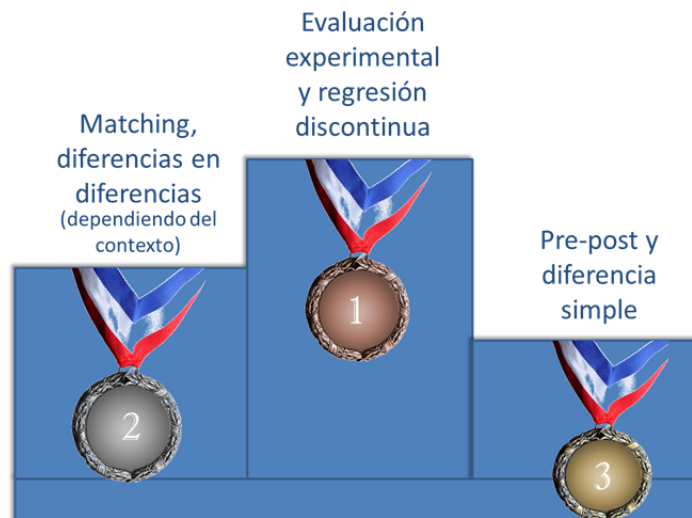 Evaluación
experimental
y regresión
discontinua
Matching,
diferencias en
diferencias
(dependiendo del
contexto)
Pre-post y
diferencia
simple
1
2
3